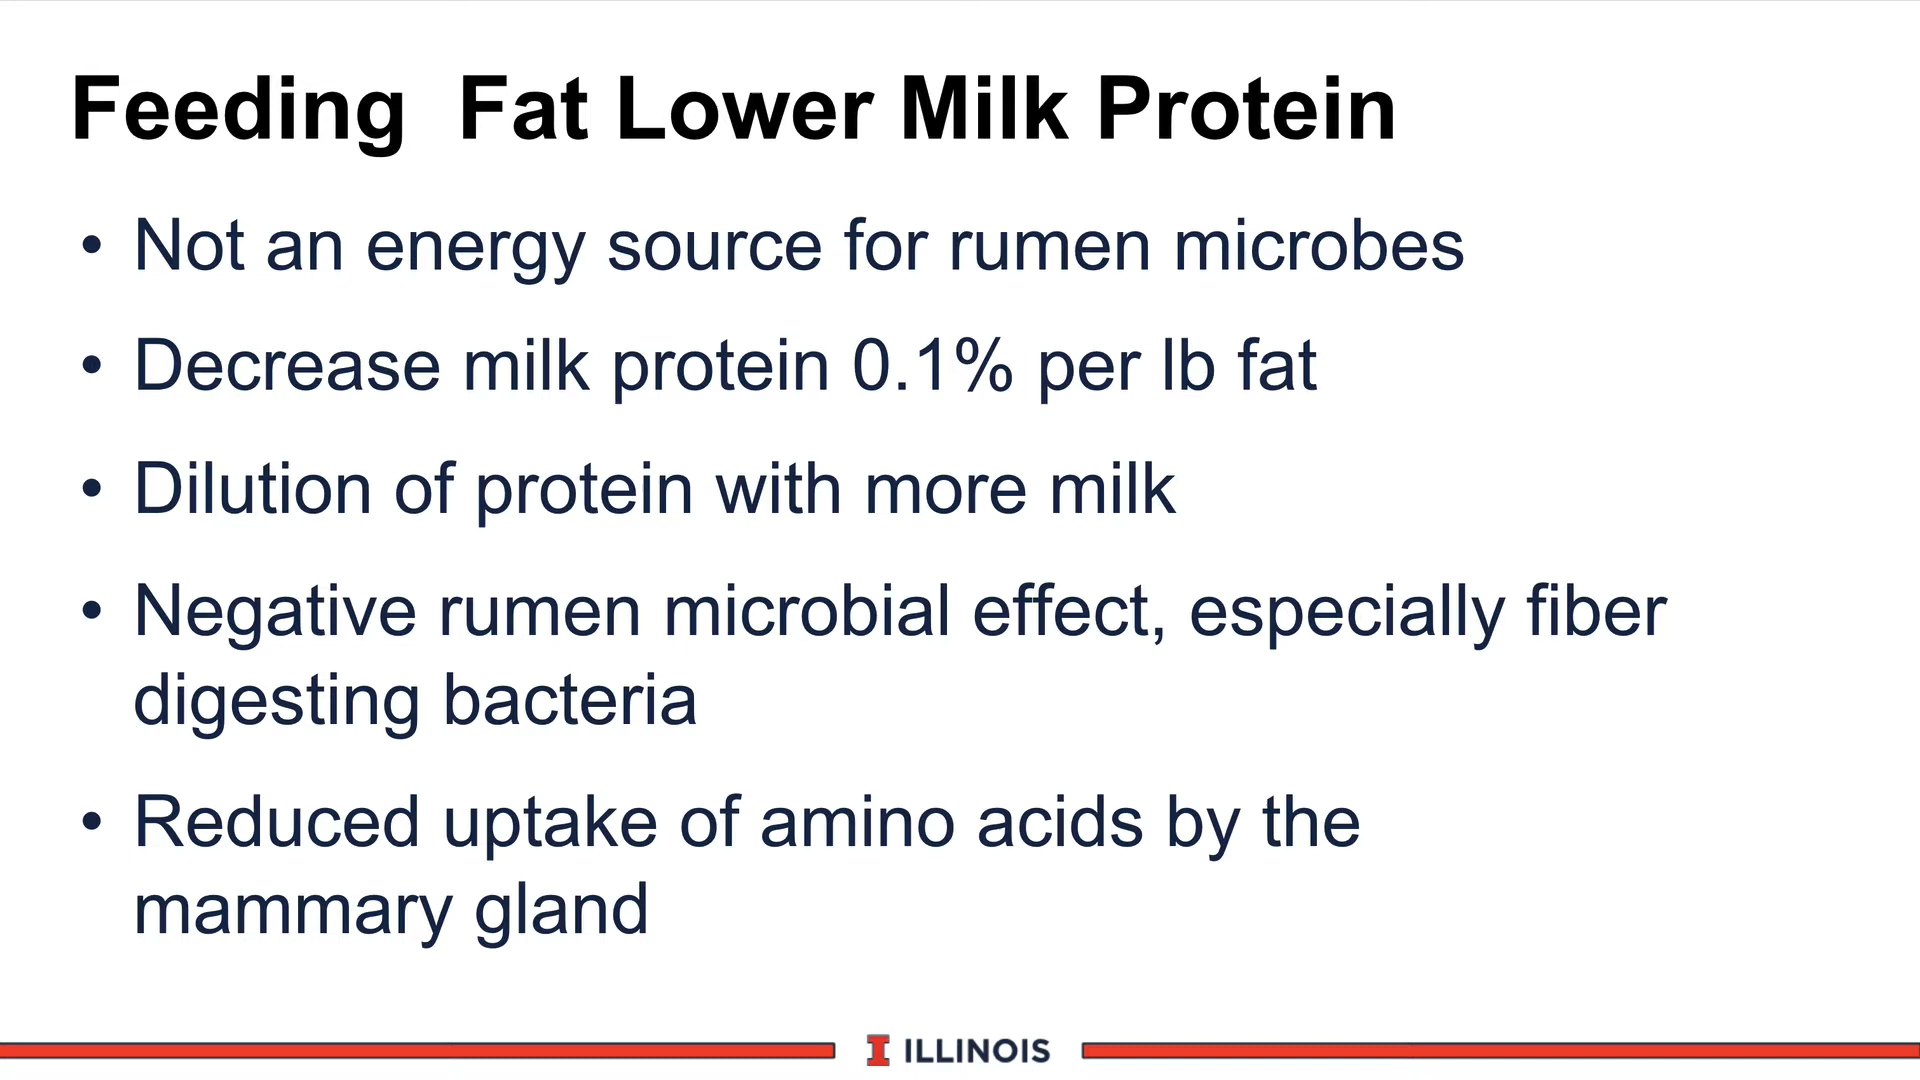 Feeding  Fat Lower Milk Protein
• Not an energy source for rumen microbes
• Decrease milk protein 0.1% per lb fat
• Dilution of protein with more milk
• Negative rumen microbial effect, especially fiber
digesting bacteria
• Reduced uptake of amino acids by the
mammary gland
I ILLINOIS